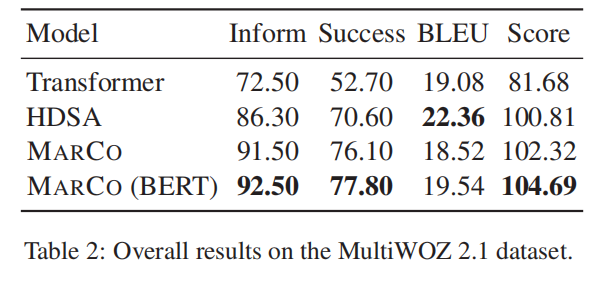 Model Inform Success BLEU Score
Transformer 72.50 52.70 19.08 81.68
HDSA 86.30 70.60 22.36 100.81
MARCO 91.50 76.10 18.52 102.32
MARCO (BERT) 92.50 77.80 19.54 104.69
Table 2: Overall results on the MultiWOZ 2.1 dataset.